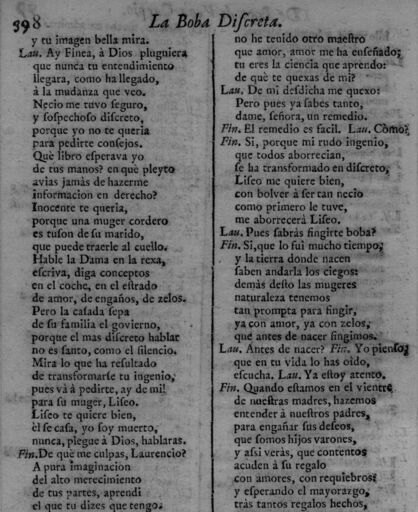 398
La Boba Discreta.
y tu imagen bella mira.
Lau. Ay Finea, à Dios pluguiera
que nunca tu entendimiento
llegara, como ha llegado,
à la mudança que veo.
Necio me tuvo seguro,
y sospechoso discreto,
porque yo no te queria
para pedirte consejos.
Què libro esperava yo
de tus manos? en què pleyto
avias jamàs de hazerme
informacion en derecho?
Inocente te queria,
porque una muger cordero
es tuson de su marido,
que puede traerle al cuello.
Hable la Dama en la rexa,
escriva, diga conceptos
en el coche, en el estrado
de amor, de engaños, de zelos.
Pero la casada sepa
de su familia el govierno,
porque el mas discreto hablar
no es santo, como el silencio.
Mira lo que ha resultado
de transformarse tu ingenio,
pues và à pedirte, ay de mi!
para su muger, Liseo.
Liseo te quiere bien,
èl se casa, yo soy muerto,
nunca, plegue à Dios, hablaras.
Fin. De què me culpas, Laurencio?
A pura imaginacion
del alto merecimiento
de tus partes, aprendi
el que tu dizes que tengo.
no he tenido otro maestro
que amor, amor me ha enseñado;
tu eres la ciencia que aprendo:
de què te quexas de mi?
Lau. De mi desdicha me quexo:
Pero pues ya sabes tanto,
dame, señora, un remedio.
Fin. El remedio es facil. Lau. Còmo?
Fin. Si, porque mi rudo ingenio,
que todos aborrecian,
se ha transformado en discreto,
Liseo me quiere bien,
con bolver à ser tan necio
como primero le tuve,
me aborrecerà Liseo.
Lau. Pues sabràs fingirte boba?
Fin. Si, que lo fui mucho tiempo,
y la tierra donde nacen
saben andarla los ciegos:
demàs desto las mugeres
naturaleza tenemos
tan prompta para fingir,
ya con amor, ya con zelos,
que antes de nacer fingimos.
Lau. Antes de nacer? Fin. Yo pienso,
que en tu vida lo has oido,
escucha. Lau. Ya estoy atento.
Fin. Quando estamos en el vientre
de nuestras madres, hazemos
entender à nuestros padres,
para engañar sus deseos,
que somos hijos varones,
y assi veràs, que contentos
acuden à su regalo
con amores, con requiebros:
y esperando el mayorazgo,
tràs tantos regalos hechos,